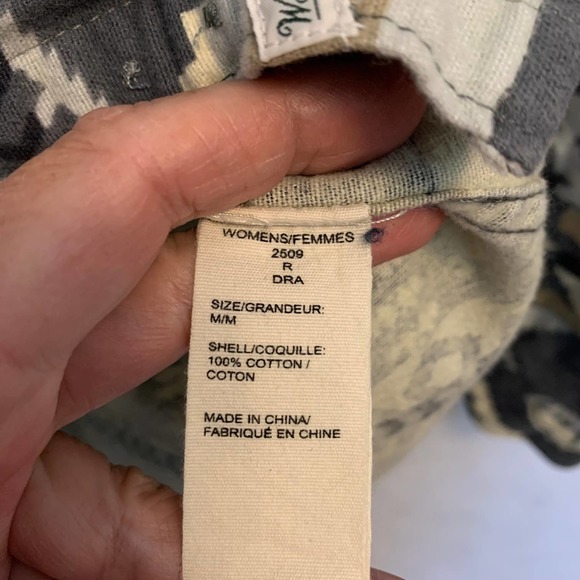 WOMENS/FEMMES
2509
R
DRA
SIZE/GRANDEUR:
M/M
SHELL/COQUILLE:
100% COTTON /
COTON
MADE IN CHINA/
FABRIQUÉ EN CHINE